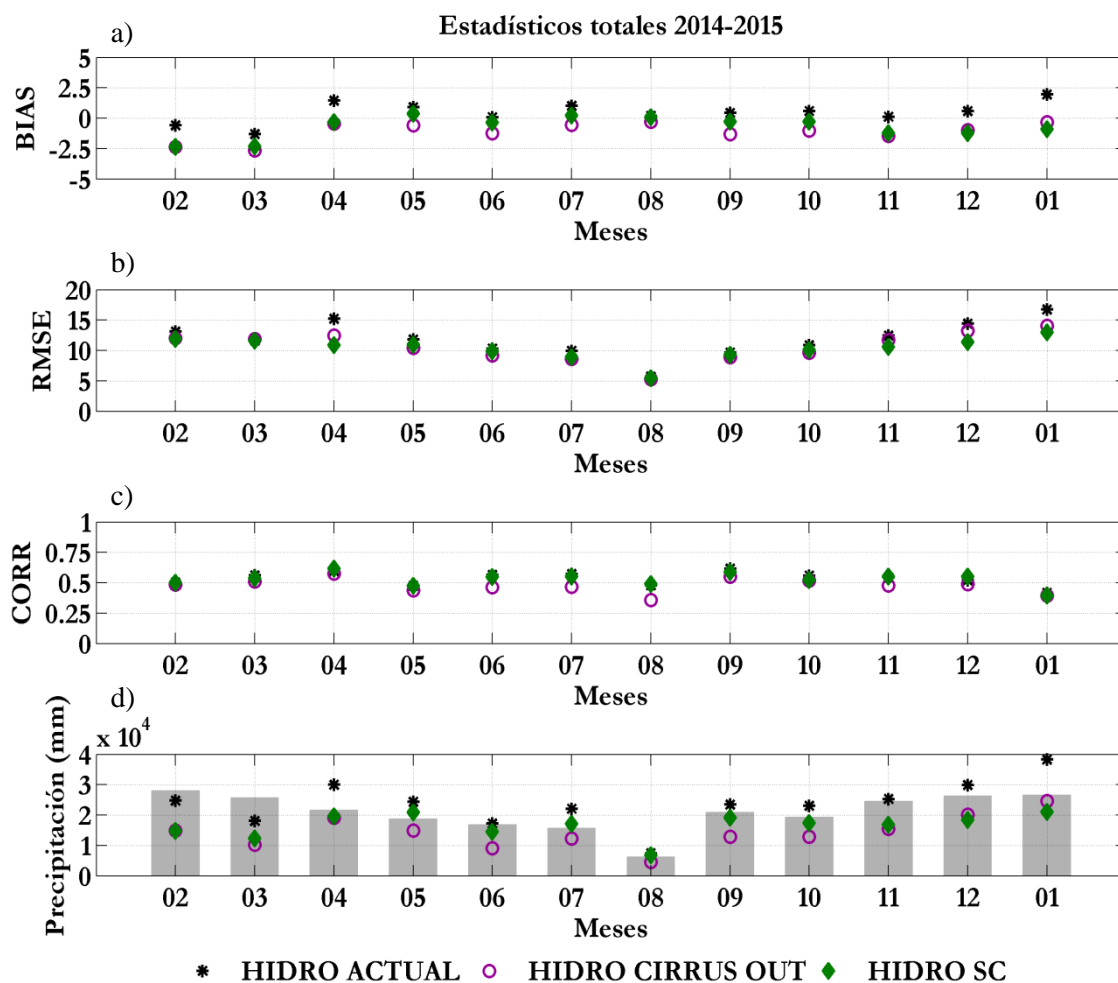 Estadísticos totales 2014-2015
a)
5
2.5
0
-2.5
-5
BIAS
02 03 04 05 06 07 08 09 10 11 12 01
Meses
b)
20
15
10
5
0
RMSE
02 03 04 05 06 07 08 09 10 11 12 01
Meses
c)
1
0.75
0.5
0.25
0
CORR
02 03 04 05 06 07 08 09 10 11 12 01
Meses
d)
x 10^4
4
3
2
1
0
Precipitación (mm)
02 03 04 05 06 07 08 09 10 11 12 01
Meses
HIDRO ACTUAL HIDRO CIRRUS OUT HIDRO SC